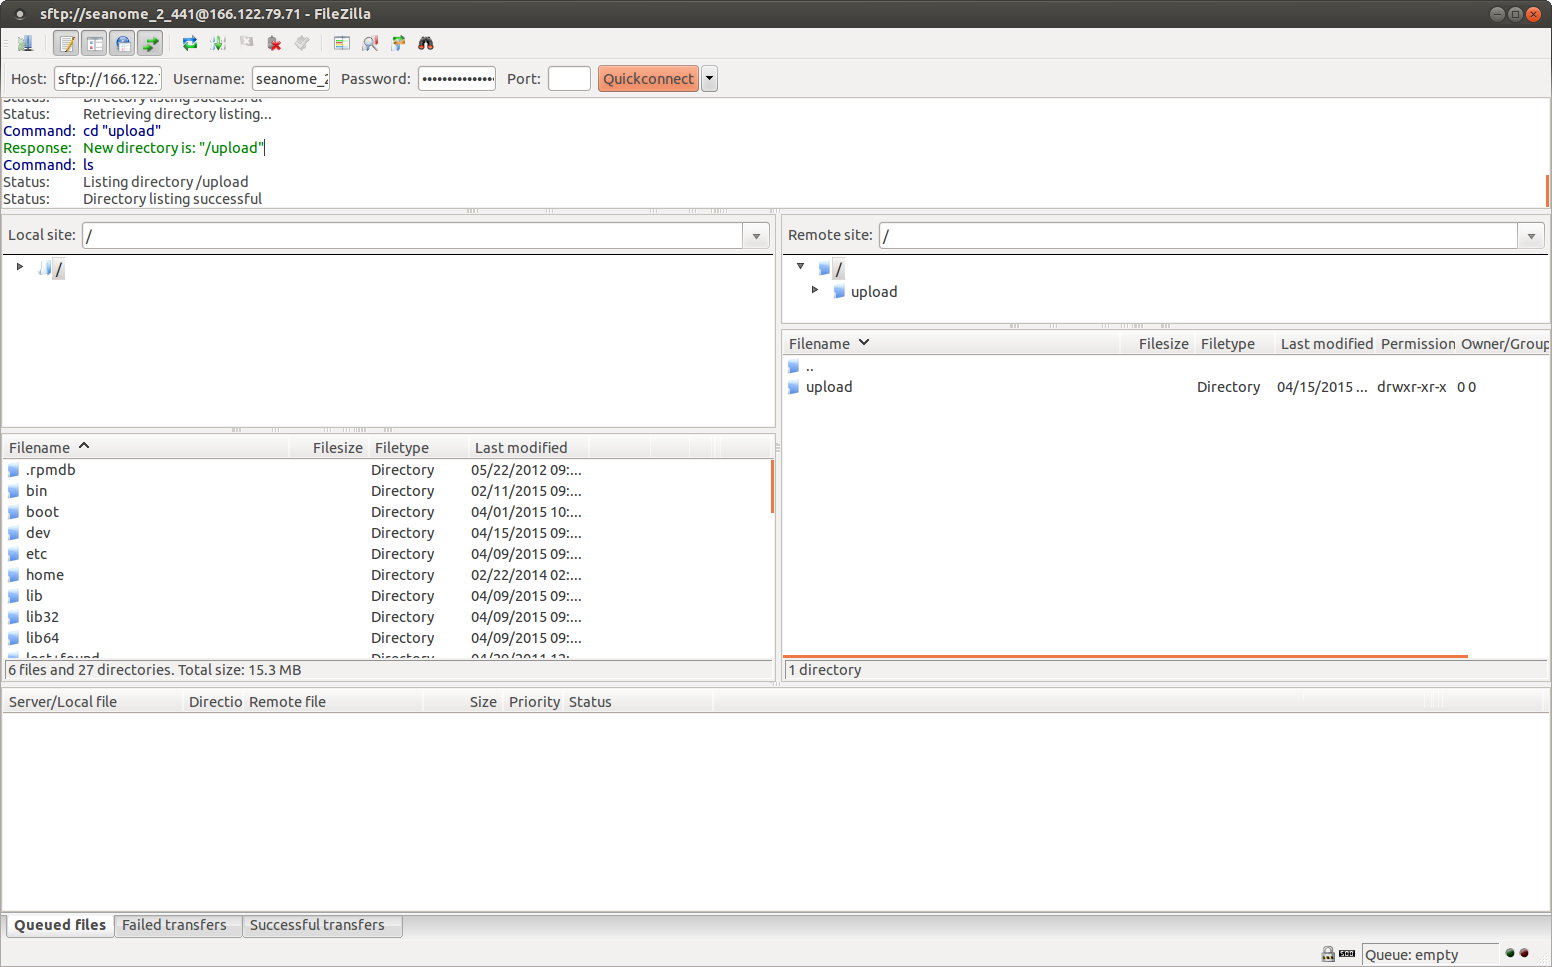 sftp://seanome_2_441@166.122.79.71 - FileZilla
Host: sftp://166.122. Username: seanome_2 Password: ••••••••••••••• Port: Quickconnect
Status: Directory listing successful
Status: Retrieving directory listing...
Command: cd "upload"
Response: New directory is: "/upload"
Command: ls
Status: Listing directory /upload
Status: Directory listing successful
Local site: /
/
Filename Filesize Filetype Last modified
.rpmdb Directory 05/22/2012 09:...
bin Directory 02/11/2015 09:...
boot Directory 04/01/2015 10:...
dev Directory 04/15/2015 09:...
etc Directory 04/09/2015 09:...
home Directory 02/22/2014 02:...
lib Directory 04/09/2015 09:...
lib32 Directory 04/09/2015 09:...
lib64 Directory 04/09/2015 09:...
lost+found Directory
6 files and 27 directories. Total size: 15.3 MB
Remote site: /
/
upload
Filename Filesize Filetype Last modified Permission Owner/Group
..
upload Directory 04/15/2015 ... drwxr-xr-x 0 0
1 directory
Server/Local file Directio Remote file Size Priority Status
Queued files Failed transfers Successful transfers
Queue: empty